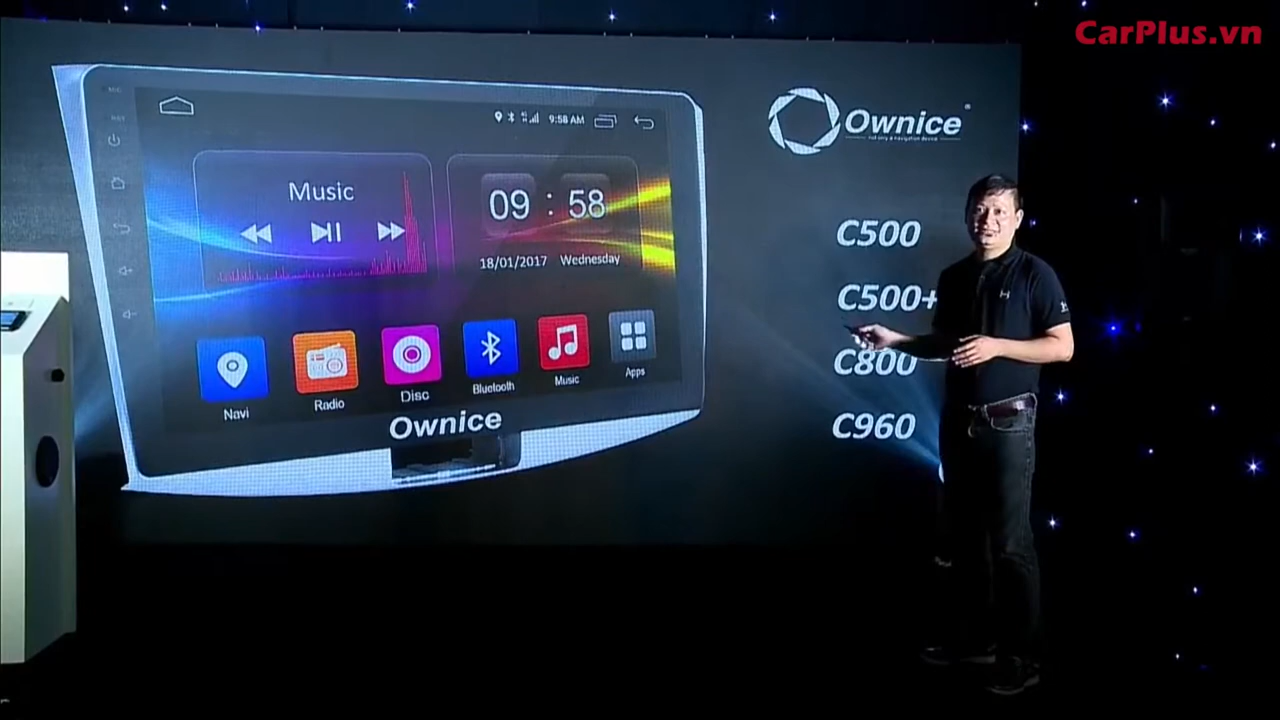 CarPlus.vn
9:58 AM
Music
09 : 58
18/01/2017 Wednesday
Navi
Radio
Disc
Bluetooth
Music
Apps
Ownice
Ownice
C500
C500+
C800
C960